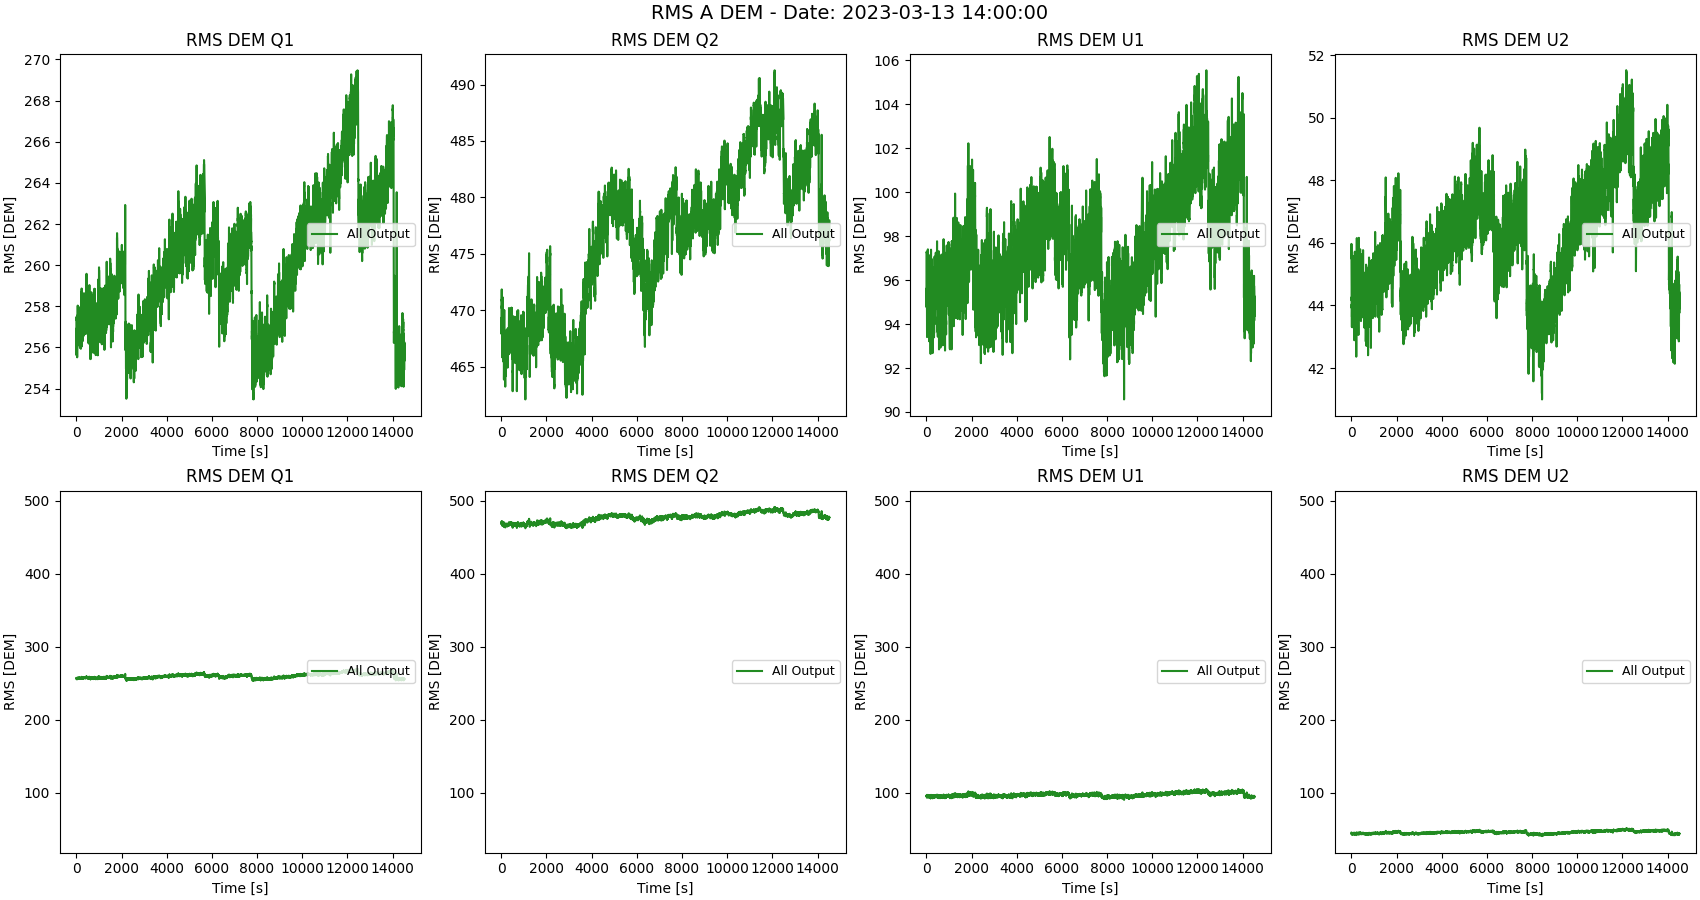 RMS A DEM - Date: 2023-03-13 14:00:00
RMS DEM Q1
RMS [DEM]
270
268
266
264
262
260
258
256
254
All Output
0 2000 4000 6000 8000 10000 12000 14000
Time [s]
RMS DEM Q2
RMS [DEM]
490
485
480
475
470
465
All Output
0 2000 4000 6000 8000 10000 12000 14000
Time [s]
RMS DEM U1
RMS [DEM]
106
104
102
100
98
96
94
92
90
All Output
0 2000 4000 6000 8000 10000 12000 14000
Time [s]
RMS DEM U2
RMS [DEM]
52
50
48
46
44
42
All Output
0 2000 4000 6000 8000 10000 12000 14000
Time [s]
RMS DEM Q1
RMS [DEM]
500
400
300
200
100
All Output
0 2000 4000 6000 8000 10000 12000 14000
Time [s]
RMS DEM Q2
RMS [DEM]
500
400
300
200
100
All Output
0 2000 4000 6000 8000 10000 12000 14000
Time [s]
RMS DEM U1
RMS [DEM]
500
400
300
200
100
All Output
0 2000 4000 6000 8000 10000 12000 14000
Time [s]
RMS DEM U2
RMS [DEM]
500
400
300
200
100
All Output
0 2000 4000 6000 8000 10000 12000 14000
Time [s]